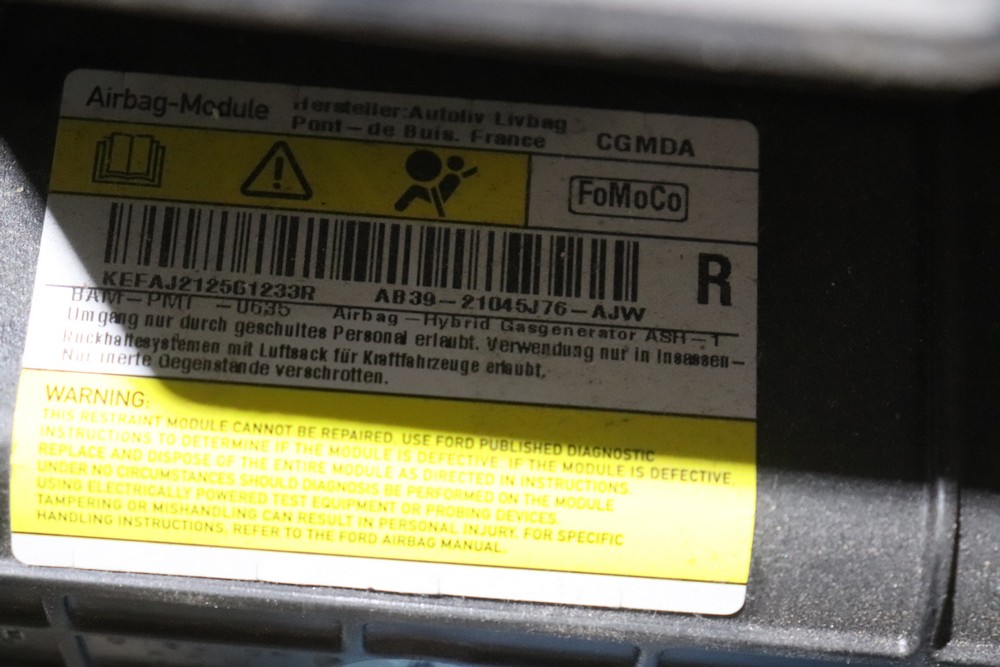 Airbag-Module
Hersteller:Autoliv Livbag
Pont-de Buis. France
CGMDA
FoMoCo
KEFAJ212561233R
AB39-21045J76-AJW
R
BAM-PMT -0635 Airbag-Hybrid Gasgenerator ASH-1
Umgang nur durch geschultes Personal erlaubt. Verwendung nur in Insassen-
Rückhaltesystemen mit Luftsack für Kraftfahrzeuge erlaubt,
Nur inerte Gegenstande verschrotten.
WARNING:
THIS RESTRAINT MODULE CANNOT BE REPAIRED. USE FORD PUBLISHED DIAGNOSTIC
INSTRUCTIONS TO DETERMINE IF THE MODULE IS DEFECTIVE. IF THE MODULE IS DEFECTIVE,
REPLACE AND DISPOSE OF THE ENTIRE MODULE AS DIRECTED IN INSTRUCTIONS.
UNDER NO CIRCUMSTANCES SHOULD DIAGNOSIS BE PERFORMED ON THE MODULE
USING ELECTRICALLY POWERED TEST EQUIPMENT OR PROBING DEVICES.
TAMPERING OR MISHANDLING CAN RESULT IN PERSONAL INJURY. FOR SPECIFIC
HANDLING INSTRUCTIONS, REFER TO THE FORD AIRBAG MANUAL.